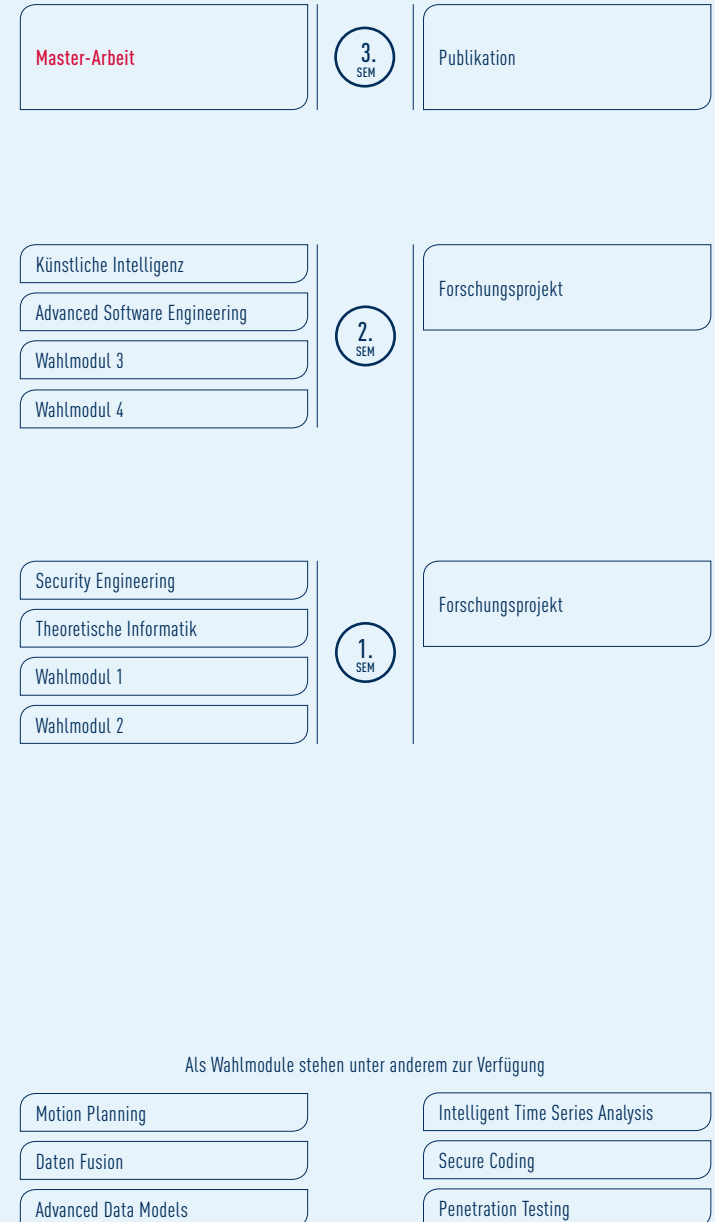 Master-Arbeit
3.
SEM
Publikation
Künstliche Intelligenz
Advanced Software Engineering
Wahlmodul 3
Wahlmodul 4
2.
SEM
Forschungsprojekt
Security Engineering
Theoretische Informatik
Wahlmodul 1
Wahlmodul 2
1.
SEM
Forschungsprojekt
Als Wahlmodule stehen unter anderem zur Verfügung
Motion Planning
Daten Fusion
Advanced Data Models
Intelligent Time Series Analysis
Secure Coding
Penetration Testing